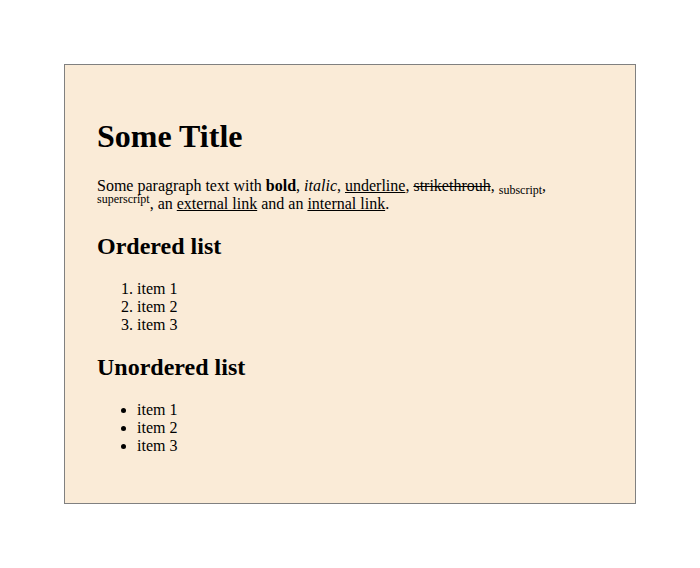 Some Title
Some paragraph text with bold, italic, underline, strikethrouh, subscript,
superscript, an external link and an internal link.
Ordered list
1. item 1
2. item 2
3. item 3
Unordered list
• item 1
• item 2
• item 3